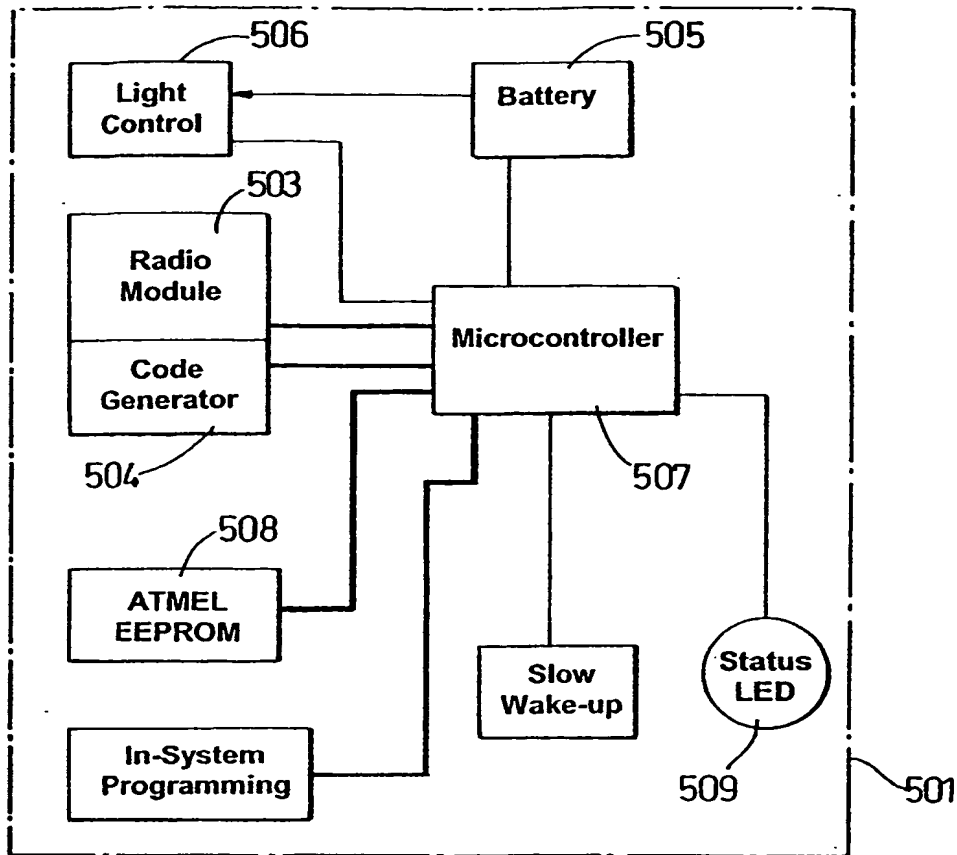 506
505
Light
Control
Battery
503
Radio
Module
Microcontroller
Code
Generator
504
507
508
ATMEL
EEPROM
Slow
Wake-up
Status
LED
In-System
Programming
509
501